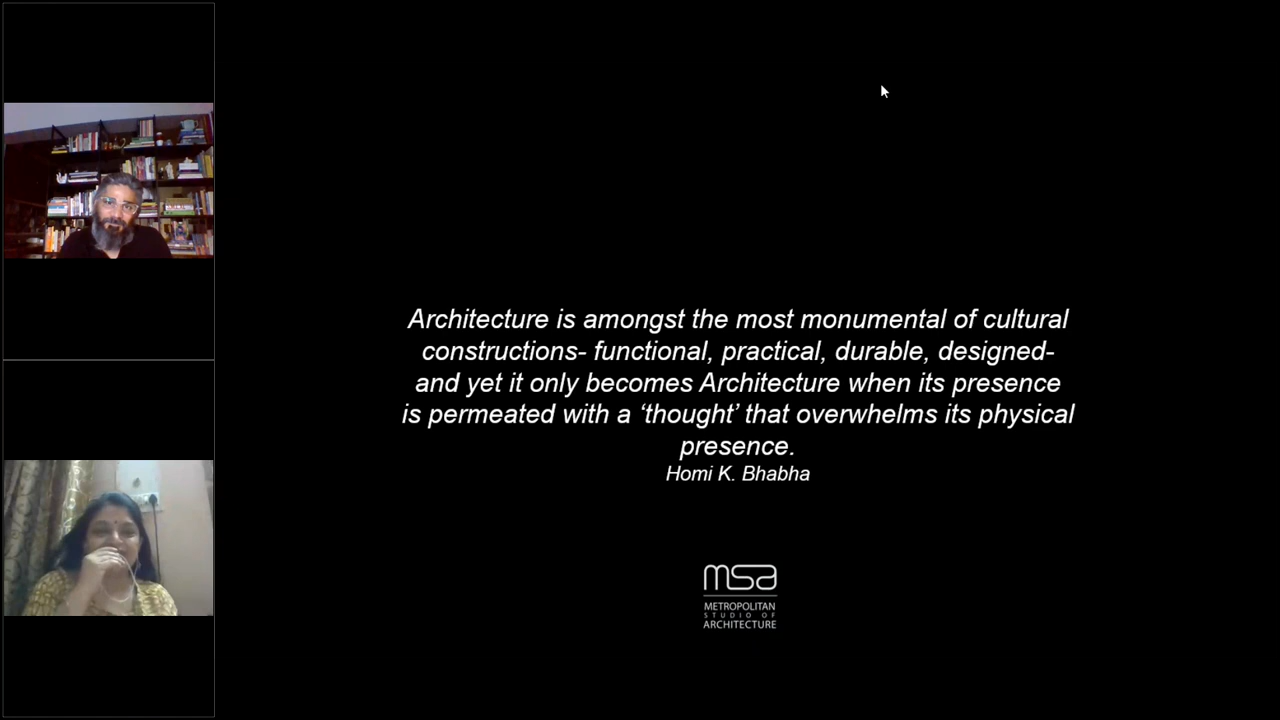 Architecture is amongst the most monumental of cultural
constructions- functional, practical, durable, designed-
and yet it only becomes Architecture when its presence
is permeated with a ‘thought’ that overwhelms its physical
presence.
Homi K. Bhabha
msa
METROPOLITAN
STUDIO OF
ARCHITECTURE